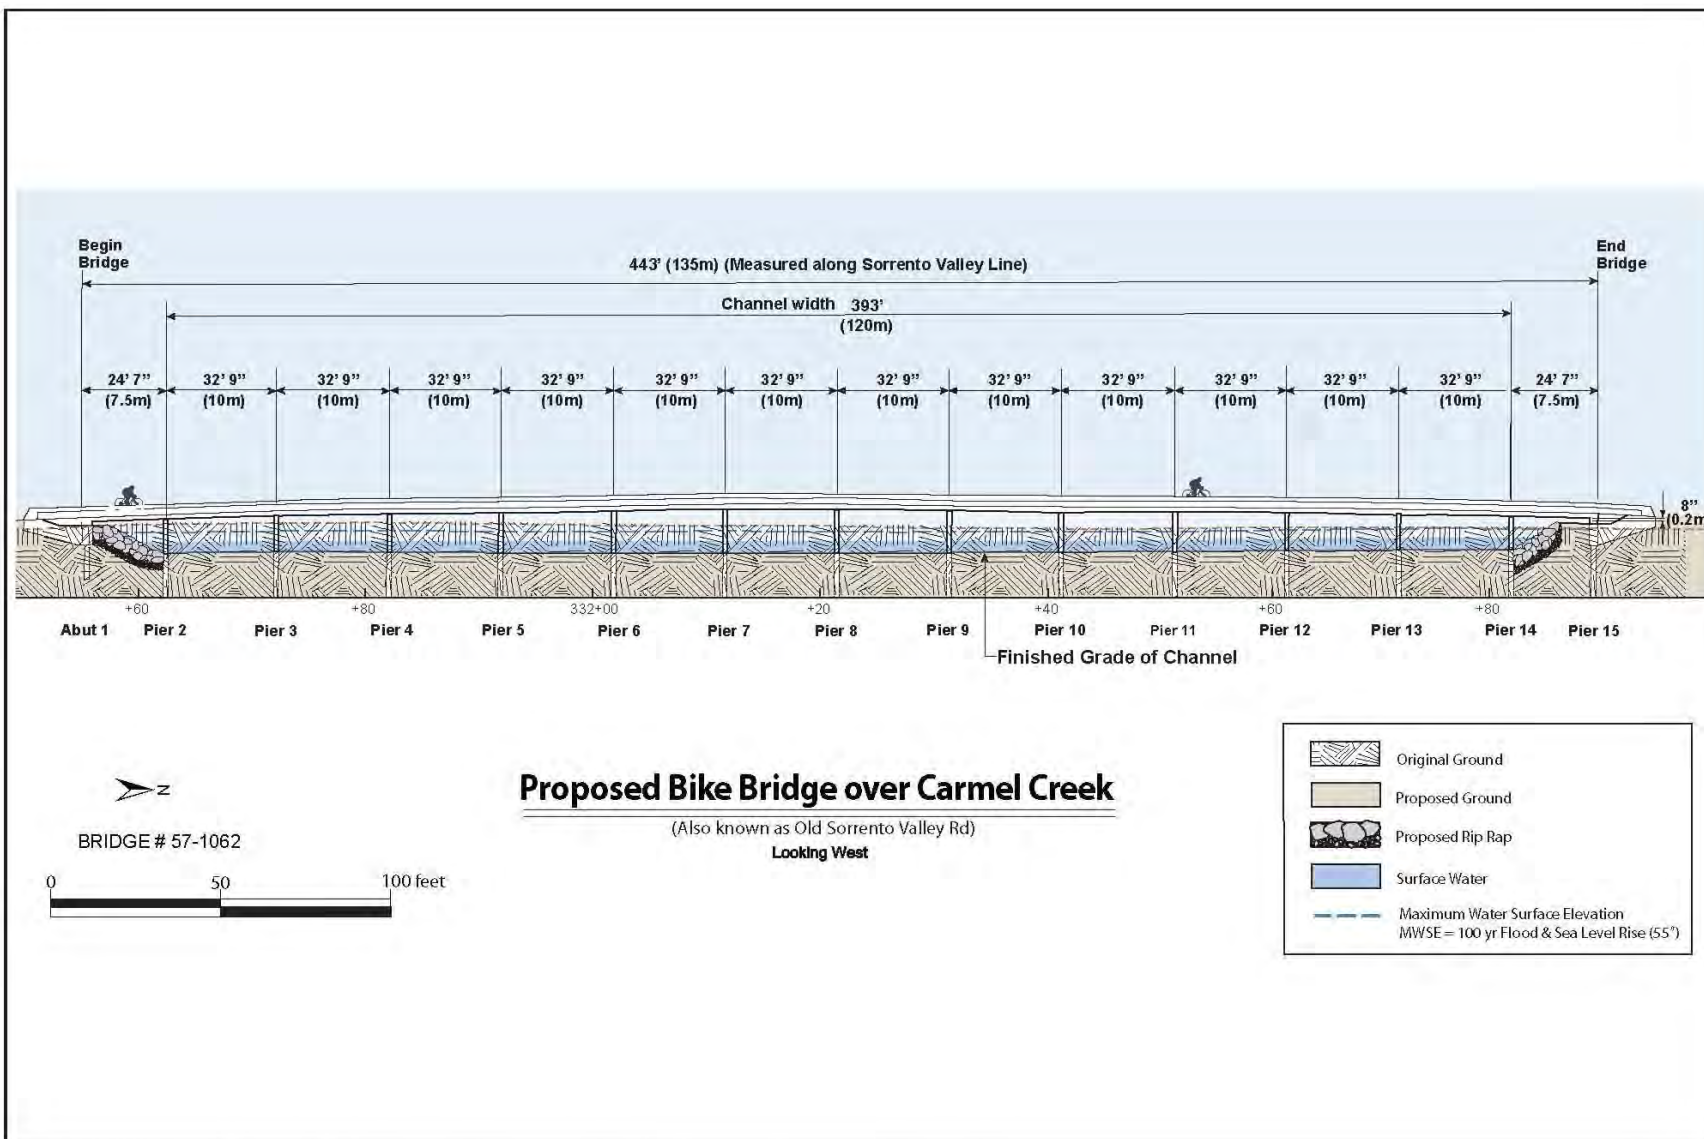 Begin
Bridge
End
Bridge
443' (135m) (Measured along Sorrento Valley Line)
Channel width 393'
(120m)
24' 7" 32' 9" 32' 9" 32' 9" 32' 9" 32' 9" 32' 9" 32' 9" 32' 9" 32' 9" 32' 9" 32' 9" 32' 9" 24' 7"
(7.5m) (10m) (10m) (10m) (10m) (10m) (10m) (10m) (10m) (10m) (10m) (10m) (10m) (7.5m)
8"
(0.2m
+60 +80 332+00 +20 +40 +60 +80
Abut 1 Pier 2 Pier 3 Pier 4 Pier 5 Pier 6 Pier 7 Pier 8 Pier 9 Pier 10 Pier 11 Pier 12 Pier 13 Pier 14 Pier 15
Finished Grade of Channel
N
BRIDGE # 57-1062
0 50 100 feet
Proposed Bike Bridge over Carmel Creek
(Also known as Old Sorrento Valley Rd)
Looking West
Original Ground
Proposed Ground
Proposed Rip Rap
Surface Water
Maximum Water Surface Elevation
MWSE = 100 yr Flood & Sea Level Rise (55")